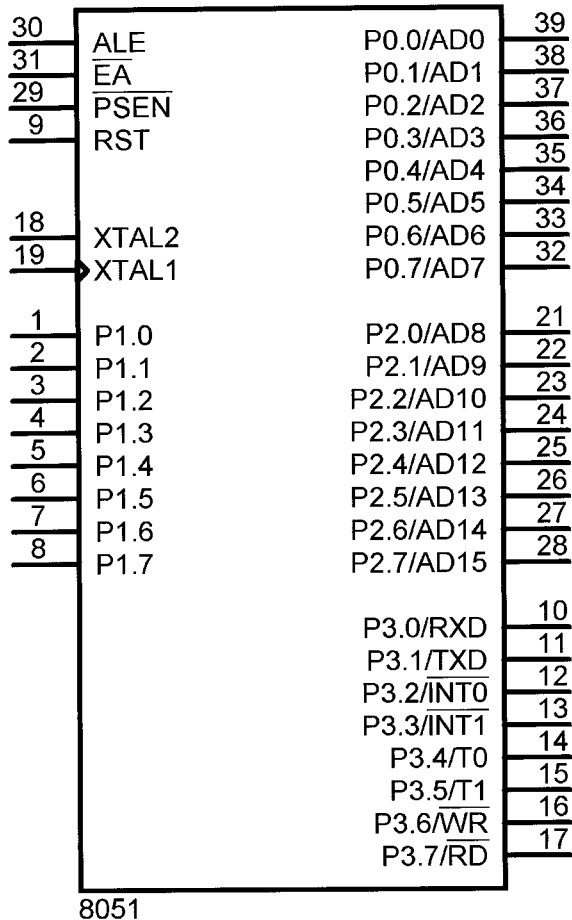 30 ALE P0.0/AD0 39
31 E̅A̅ P0.1/AD1 38
29 P̅S̅E̅N̅ P0.2/AD2 37
9 RST P0.3/AD3 36
P0.4/AD4 35
P0.5/AD5 34
18 XTAL2 P0.6/AD6 33
19 XTAL1 P0.7/AD7 32
1 P1.0 P2.0/AD8 21
2 P1.1 P2.1/AD9 22
3 P1.2 P2.2/AD10 23
4 P1.3 P2.3/AD11 24
5 P1.4 P2.4/AD12 25
6 P1.5 P2.5/AD13 26
7 P1.6 P2.6/AD14 27
8 P1.7 P2.7/AD15 28
P3.0/RXD 10
P3.1/TXD 11
P3.2/I̅N̅T̅0̅ 12
P3.3/I̅N̅T̅1̅ 13
P3.4/T0 14
P3.5/T1 15
P3.6/W̅R̅ 16
P3.7/R̅D̅ 17
8051